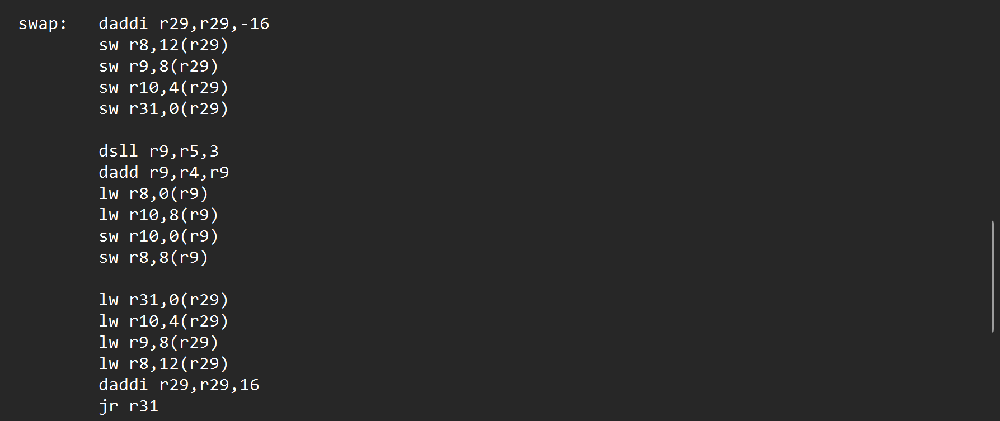 swap: daddi r29,r29,-16
sw r8,12(r29)
sw r9,8(r29)
sw r10,4(r29)
sw r31,0(r29)
dsll r9,r5,3
dadd r9,r4,r9
lw r8,0(r9)
lw r10,8(r9)
sw r10,0(r9)
sw r8,8(r9)
lw r31,0(r29)
lw r10,4(r29)
lw r9,8(r29)
lw r8,12(r29)
daddi r29,r29,16
jr r31